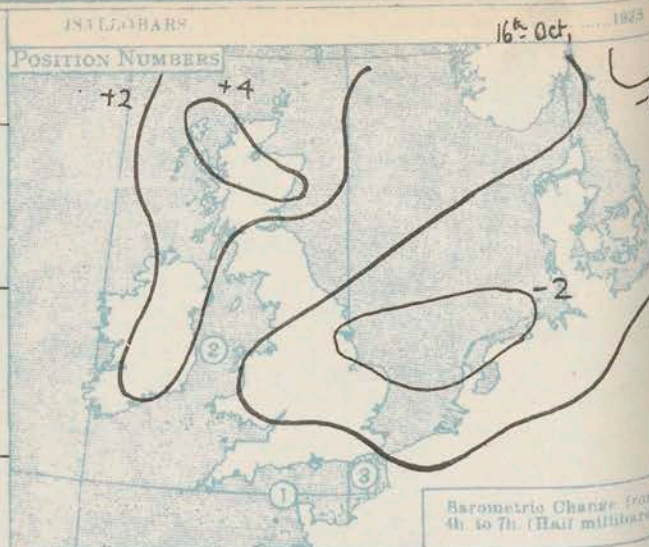 ISALLOBARS.
16th Oct, ..... 1925
POSITION NUMBERS
+2
+4
-2
2
1
3
Barometric Change from
4h. to 7h. (Half millibars